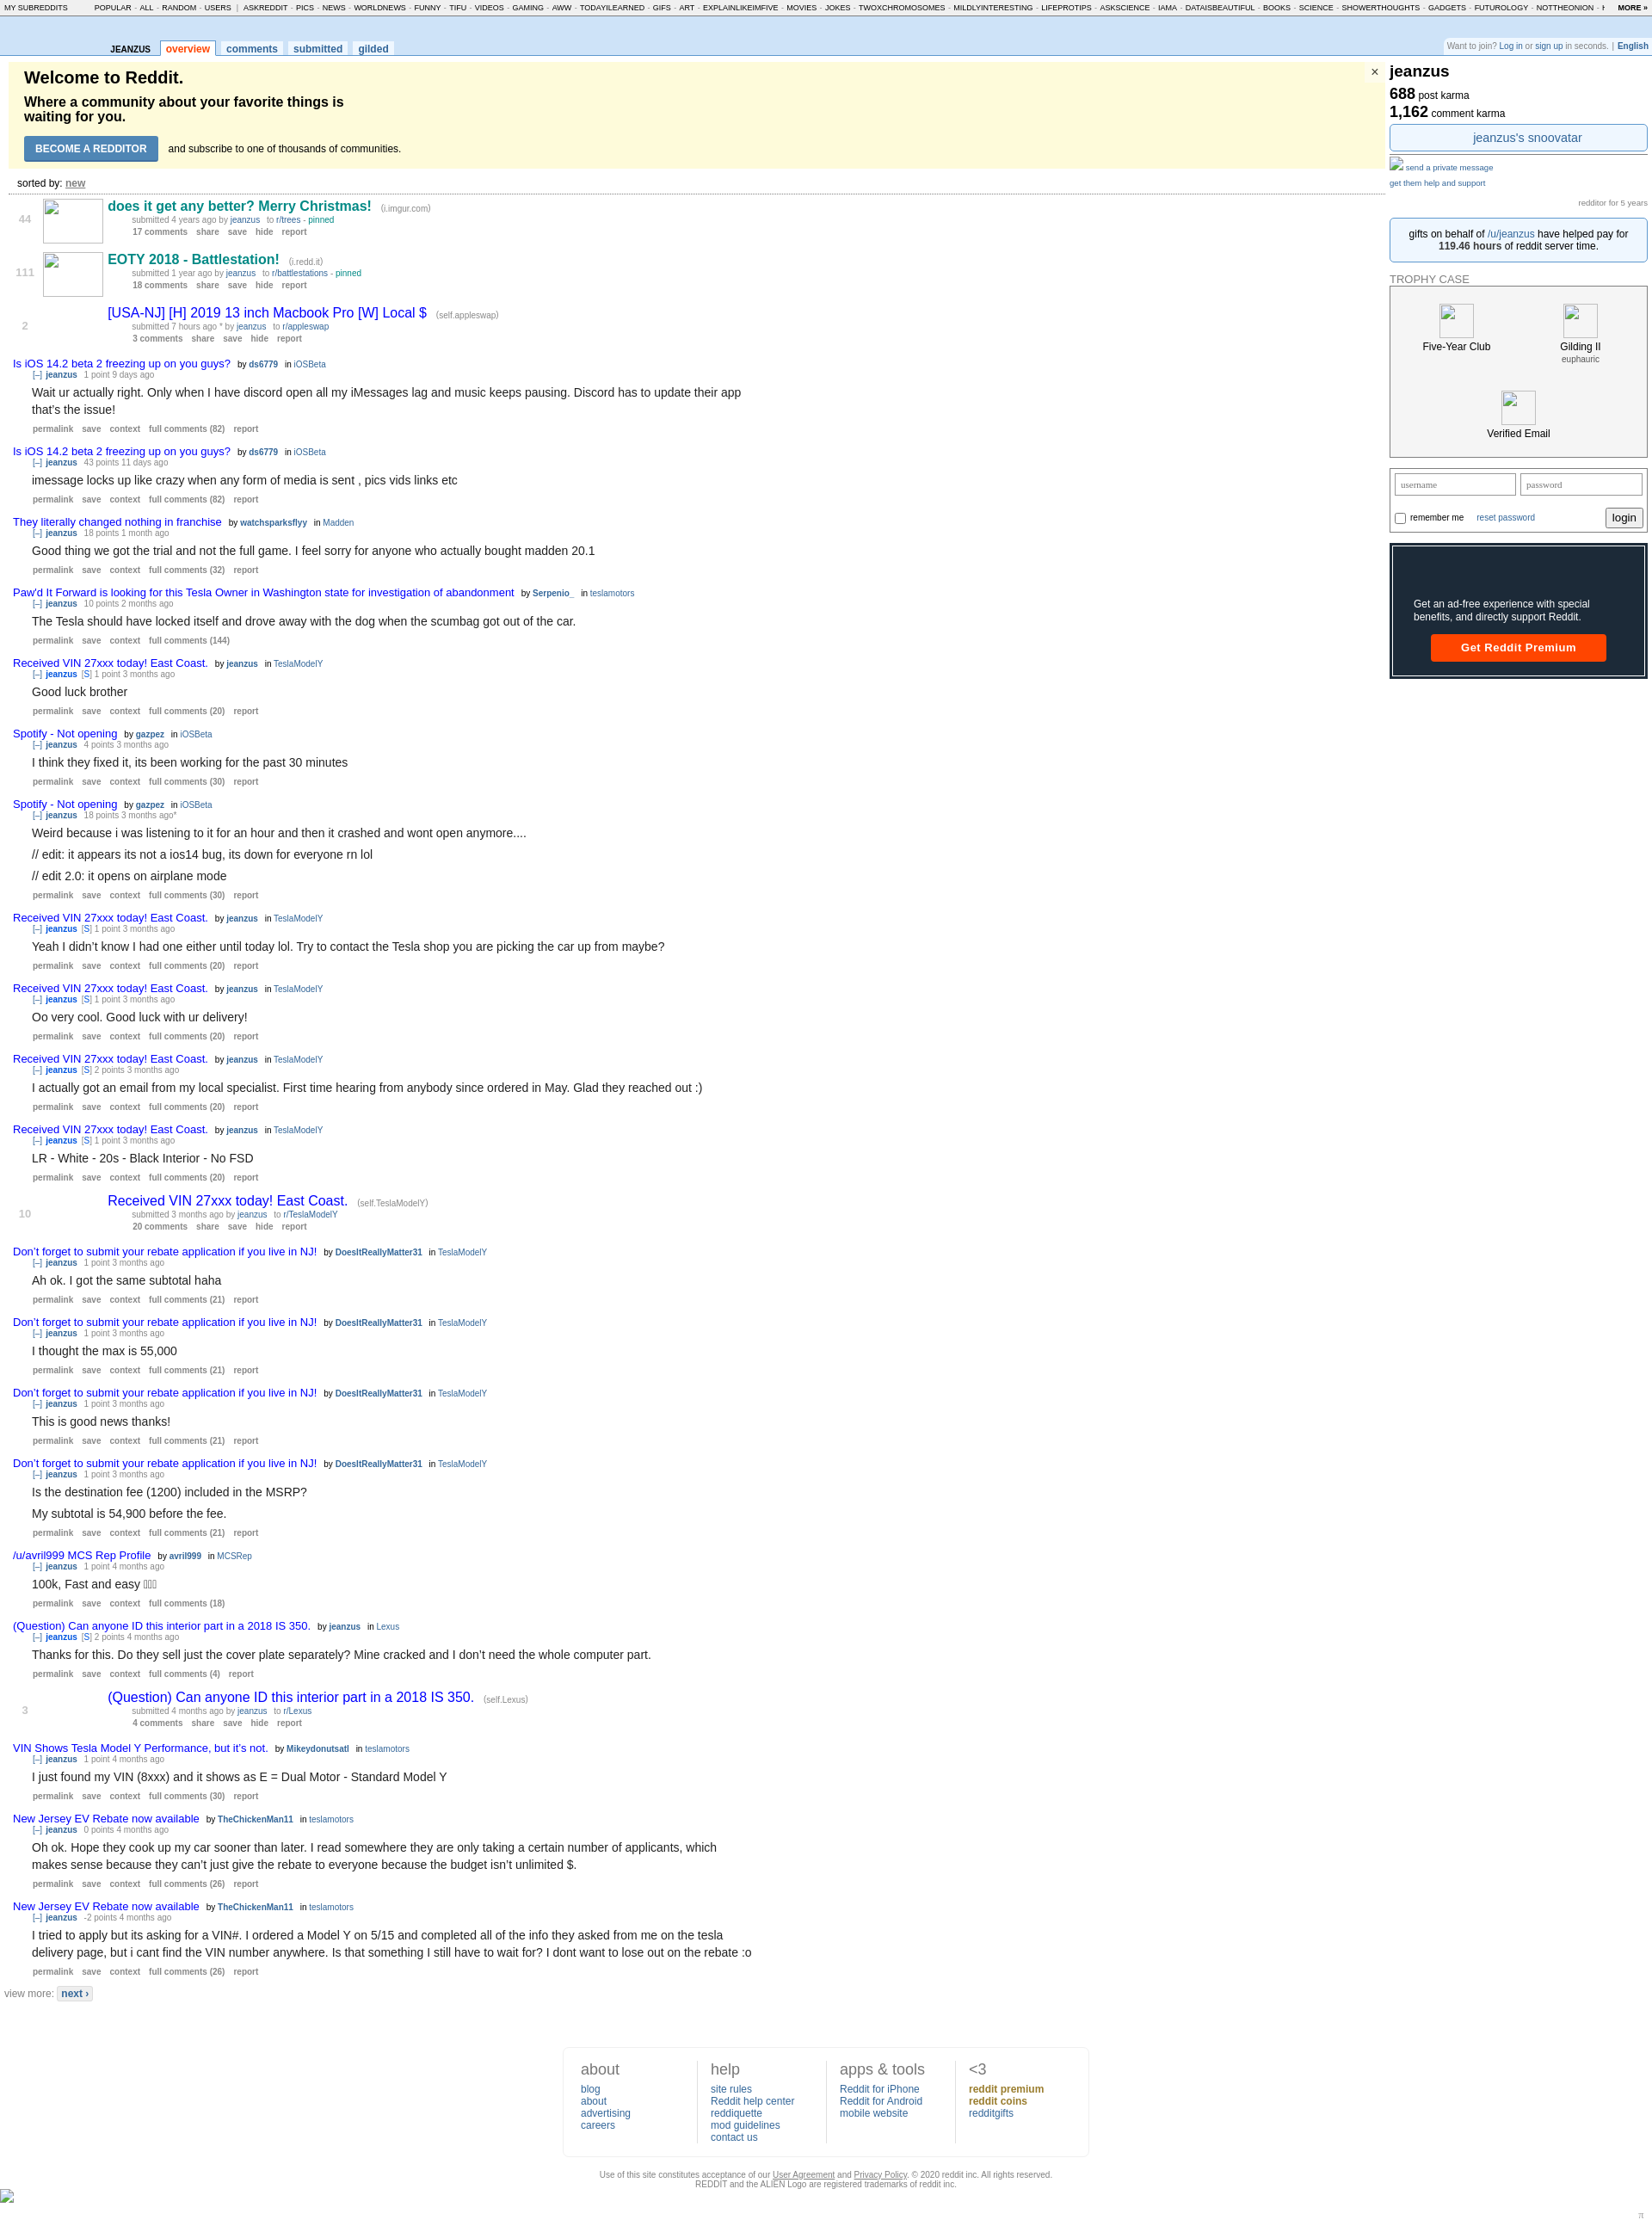 MY SUBREDDITS POPULAR - ALL - RANDOM - USERS | ASKREDDIT - PICS - NEWS - WORLDNEWS - FUNNY - TIFU - VIDEOS - GAMING - AWW - TODAYILEARNED - GIFS - ART - EXPLAINLIKEIMFIVE - MOVIES - JOKES - TWOXCHROMOSOMES - MILDLYINTERESTING - LIFEPROTIPS - ASKSCIENCE - IAMA - DATAISBEAUTIFUL - BOOKS - SCIENCE - SHOWERTHOUGHTS - GADGETS - FUTUROLOGY - NOTTHEONION - MORE »
JEANZUS overview comments submitted gilded
Want to join? Log in or sign up in seconds. | English
Welcome to Reddit.
×
Where a community about your favorite things is
waiting for you.
BECOME A REDDITOR and subscribe to one of thousands of communities.
sorted by: new
44
does it get any better? Merry Christmas! (i.imgur.com)
submitted 4 years ago by jeanzus to r/trees - pinned
17 comments share save hide report
111
EOTY 2018 - Battlestation! (i.redd.it)
submitted 1 year ago by jeanzus to r/battlestations - pinned
18 comments share save hide report
2
[USA-NJ] [H] 2019 13 inch Macbook Pro [W] Local $ (self.appleswap)
submitted 7 hours ago * by jeanzus to r/appleswap
3 comments share save hide report
Is iOS 14.2 beta 2 freezing up on you guys? by ds6779 in iOSBeta
[–] jeanzus 1 point 9 days ago
Wait ur actually right. Only when I have discord open all my iMessages lag and music keeps pausing. Discord has to update their app
that’s the issue!
permalink save context full comments (82) report
Is iOS 14.2 beta 2 freezing up on you guys? by ds6779 in iOSBeta
[–] jeanzus 43 points 11 days ago
imessage locks up like crazy when any form of media is sent , pics vids links etc
permalink save context full comments (82) report
They literally changed nothing in franchise by watchsparksflyy in Madden
[–] jeanzus 18 points 1 month ago
Good thing we got the trial and not the full game. I feel sorry for anyone who actually bought madden 20.1
permalink save context full comments (32) report
Paw'd It Forward is looking for this Tesla Owner in Washington state for investigation of abandonment by Serpenio_ in teslamotors
[–] jeanzus 10 points 2 months ago
The Tesla should have locked itself and drove away with the dog when the scumbag got out of the car.
permalink save context full comments (144)
Received VIN 27xxx today! East Coast. by jeanzus in TeslaModelY
[–] jeanzus [S] 1 point 3 months ago
Good luck brother
permalink save context full comments (20) report
Spotify - Not opening by gazpez in iOSBeta
[–] jeanzus 4 points 3 months ago
I think they fixed it, its been working for the past 30 minutes
permalink save context full comments (30) report
Spotify - Not opening by gazpez in iOSBeta
[–] jeanzus 18 points 3 months ago*
Weird because i was listening to it for an hour and then it crashed and wont open anymore....
// edit: it appears its not a ios14 bug, its down for everyone rn lol
// edit 2.0: it opens on airplane mode
permalink save context full comments (30) report
Received VIN 27xxx today! East Coast. by jeanzus in TeslaModelY
[–] jeanzus [S] 1 point 3 months ago
Yeah I didn’t know I had one either until today lol. Try to contact the Tesla shop you are picking the car up from maybe?
permalink save context full comments (20) report
Received VIN 27xxx today! East Coast. by jeanzus in TeslaModelY
[–] jeanzus [S] 1 point 3 months ago
Oo very cool. Good luck with ur delivery!
permalink save context full comments (20) report
Received VIN 27xxx today! East Coast. by jeanzus in TeslaModelY
[–] jeanzus [S] 2 points 3 months ago
I actually got an email from my local specialist. First time hearing from anybody since ordered in May. Glad they reached out :)
permalink save context full comments (20) report
Received VIN 27xxx today! East Coast. by jeanzus in TeslaModelY
[–] jeanzus [S] 1 point 3 months ago
LR - White - 20s - Black Interior - No FSD
permalink save context full comments (20) report
10
Received VIN 27xxx today! East Coast. (self.TeslaModelY)
submitted 3 months ago by jeanzus to r/TeslaModelY
20 comments share save hide report
Don’t forget to submit your rebate application if you live in NJ! by DoesItReallyMatter31 in TeslaModelY
[–] jeanzus 1 point 3 months ago
Ah ok. I got the same subtotal haha
permalink save context full comments (21) report
Don’t forget to submit your rebate application if you live in NJ! by DoesItReallyMatter31 in TeslaModelY
[–] jeanzus 1 point 3 months ago
I thought the max is 55,000
permalink save context full comments (21) report
Don’t forget to submit your rebate application if you live in NJ! by DoesItReallyMatter31 in TeslaModelY
[–] jeanzus 1 point 3 months ago
This is good news thanks!
permalink save context full comments (21) report
Don’t forget to submit your rebate application if you live in NJ! by DoesItReallyMatter31 in TeslaModelY
[–] jeanzus 1 point 3 months ago
Is the destination fee (1200) included in the MSRP?
My subtotal is 54,900 before the fee.
permalink save context full comments (21) report
/u/avril999 MCS Rep Profile by avril999 in MCSRep
[–] jeanzus 1 point 4 months ago
100k, Fast and easy
permalink save context full comments (18)
(Question) Can anyone ID this interior part in a 2018 IS 350. by jeanzus in Lexus
[–] jeanzus [S] 2 points 4 months ago
Thanks for this. Do they sell just the cover plate separately? Mine cracked and I don’t need the whole computer part.
permalink save context full comments (4) report
3
(Question) Can anyone ID this interior part in a 2018 IS 350. (self.Lexus)
submitted 4 months ago by jeanzus to r/Lexus
4 comments share save hide report
VIN Shows Tesla Model Y Performance, but it’s not. by Mikeydonutsatl in teslamotors
[–] jeanzus 1 point 4 months ago
I just found my VIN (8xxx) and it shows as E = Dual Motor - Standard Model Y
permalink save context full comments (30) report
New Jersey EV Rebate now available by TheChickenMan11 in teslamotors
[–] jeanzus 0 points 4 months ago
Oh ok. Hope they cook up my car sooner than later. I read somewhere they are only taking a certain number of applicants, which
makes sense because they can’t just give the rebate to everyone because the budget isn’t unlimited $.
permalink save context full comments (26) report
New Jersey EV Rebate now available by TheChickenMan11 in teslamotors
[–] jeanzus -2 points 4 months ago
I tried to apply but its asking for a VIN#. I ordered a Model Y on 5/15 and completed all of the info they asked from me on the tesla
delivery page, but i cant find the VIN number anywhere. Is that something I still have to wait for? I dont want to lose out on the rebate :o
permalink save context full comments (26) report
view more: next ›
jeanzus
688 post karma
1,162 comment karma
jeanzus's snoovatar
send a private message
get them help and support
redditor for 5 years
gifts on behalf of /u/jeanzus have helped pay for
119.46 hours of reddit server time.
TROPHY CASE
Five-Year Club
Gilding II
euphauric
Verified Email
username password
remember me reset password login
Get an ad-free experience with special
benefits, and directly support Reddit.
Get Reddit Premium
about
blog
about
advertising
careers
help
site rules
Reddit help center
reddiquette
mod guidelines
contact us
apps & tools
Reddit for iPhone
Reddit for Android
mobile website
<3
reddit premium
reddit coins
redditgifts
Use of this site constitutes acceptance of our User Agreement and Privacy Policy. © 2020 reddit inc. All rights reserved.
REDDIT and the ALIEN Logo are registered trademarks of reddit inc.
π